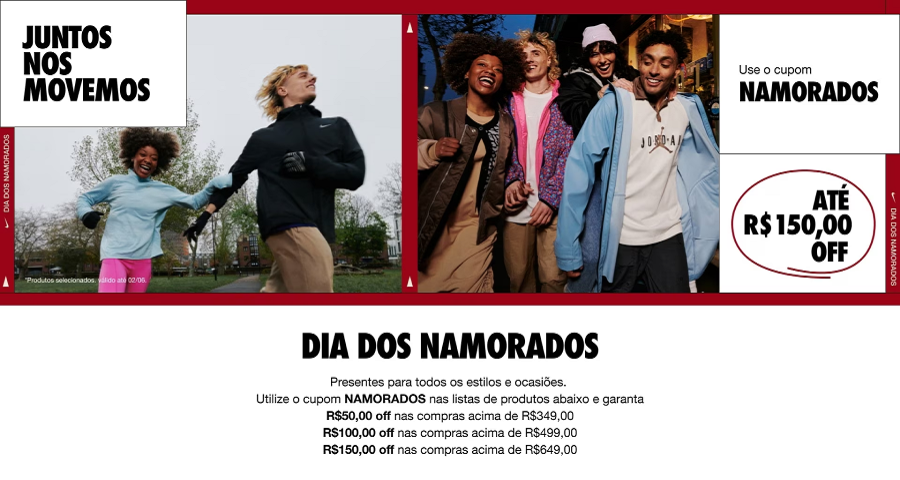 JUNTOS
NOS
MOVEMOS
DIA DOS NAMORADOS
*Produtos selecionados. Válido até 02/06.
JORDAN
Use o cupom
NAMORADOS
ATÉ
R$ 150,00
OFF
DIA DOS NAMORADOS
DIA DOS NAMORADOS
Presentes para todos os estilos e ocasiões.
Utilize o cupom NAMORADOS nas listas de produtos abaixo e garanta
R$50,00 off nas compras acima de R$349,00
R$100,00 off nas compras acima de R$499,00
R$150,00 off nas compras acima de R$649,00